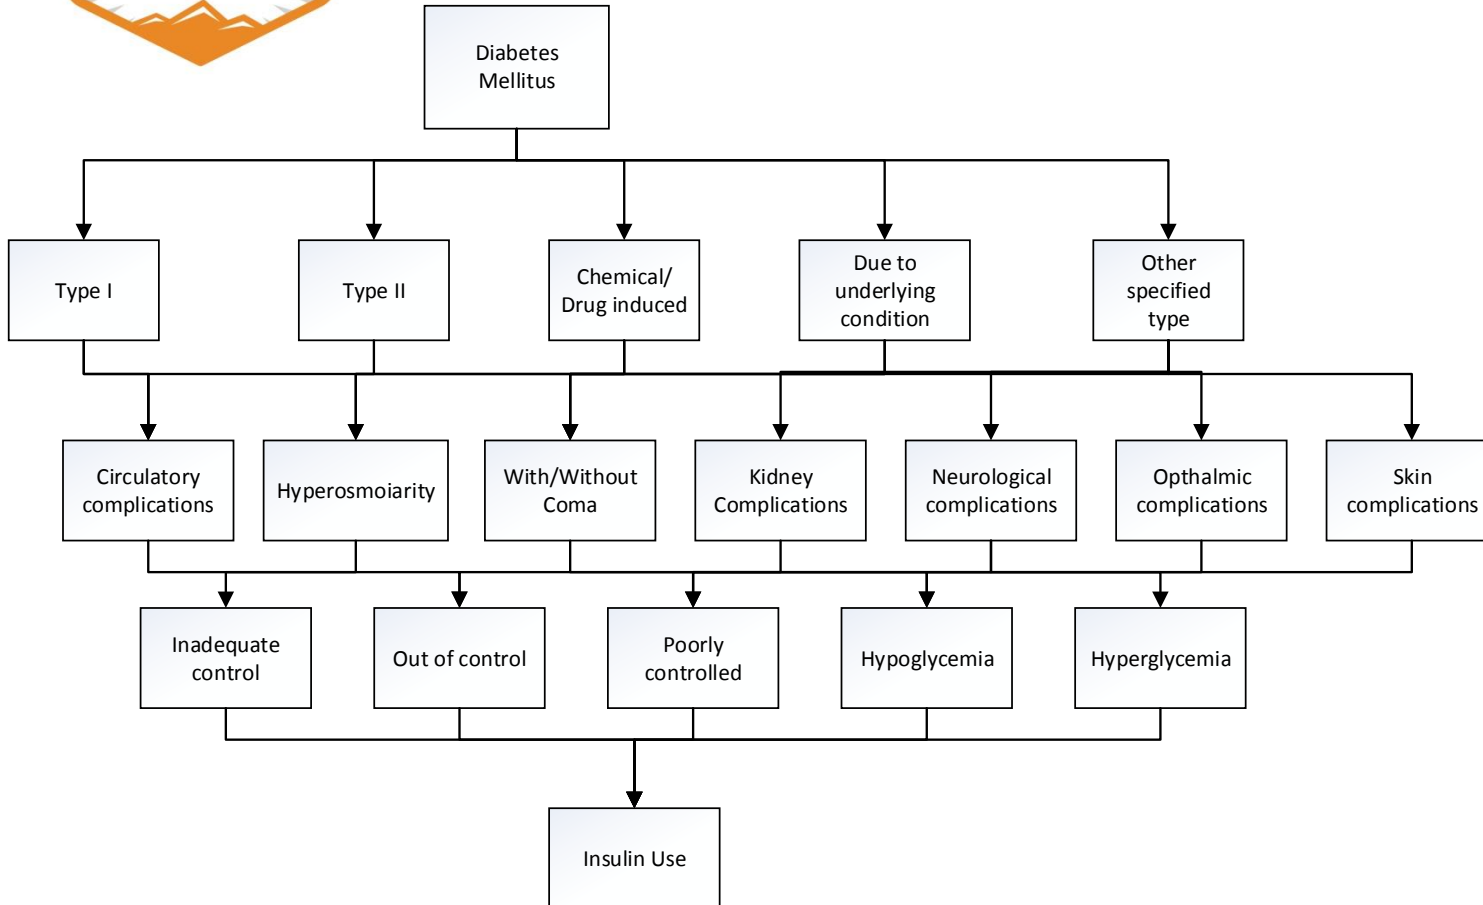 Diabetes
Mellitus
Type I
Type II
Chemical/
Drug induced
Due to
underlying
condition
Other
specified
type
Circulatory
complications
Hyperosmoiarity
With/Without
Coma
Kidney
Complications
Neurological
complications
Opthalmic
complications
Skin
complications
Inadequate
control
Out of control
Poorly
controlled
Hypoglycemia
Hyperglycemia
Insulin Use